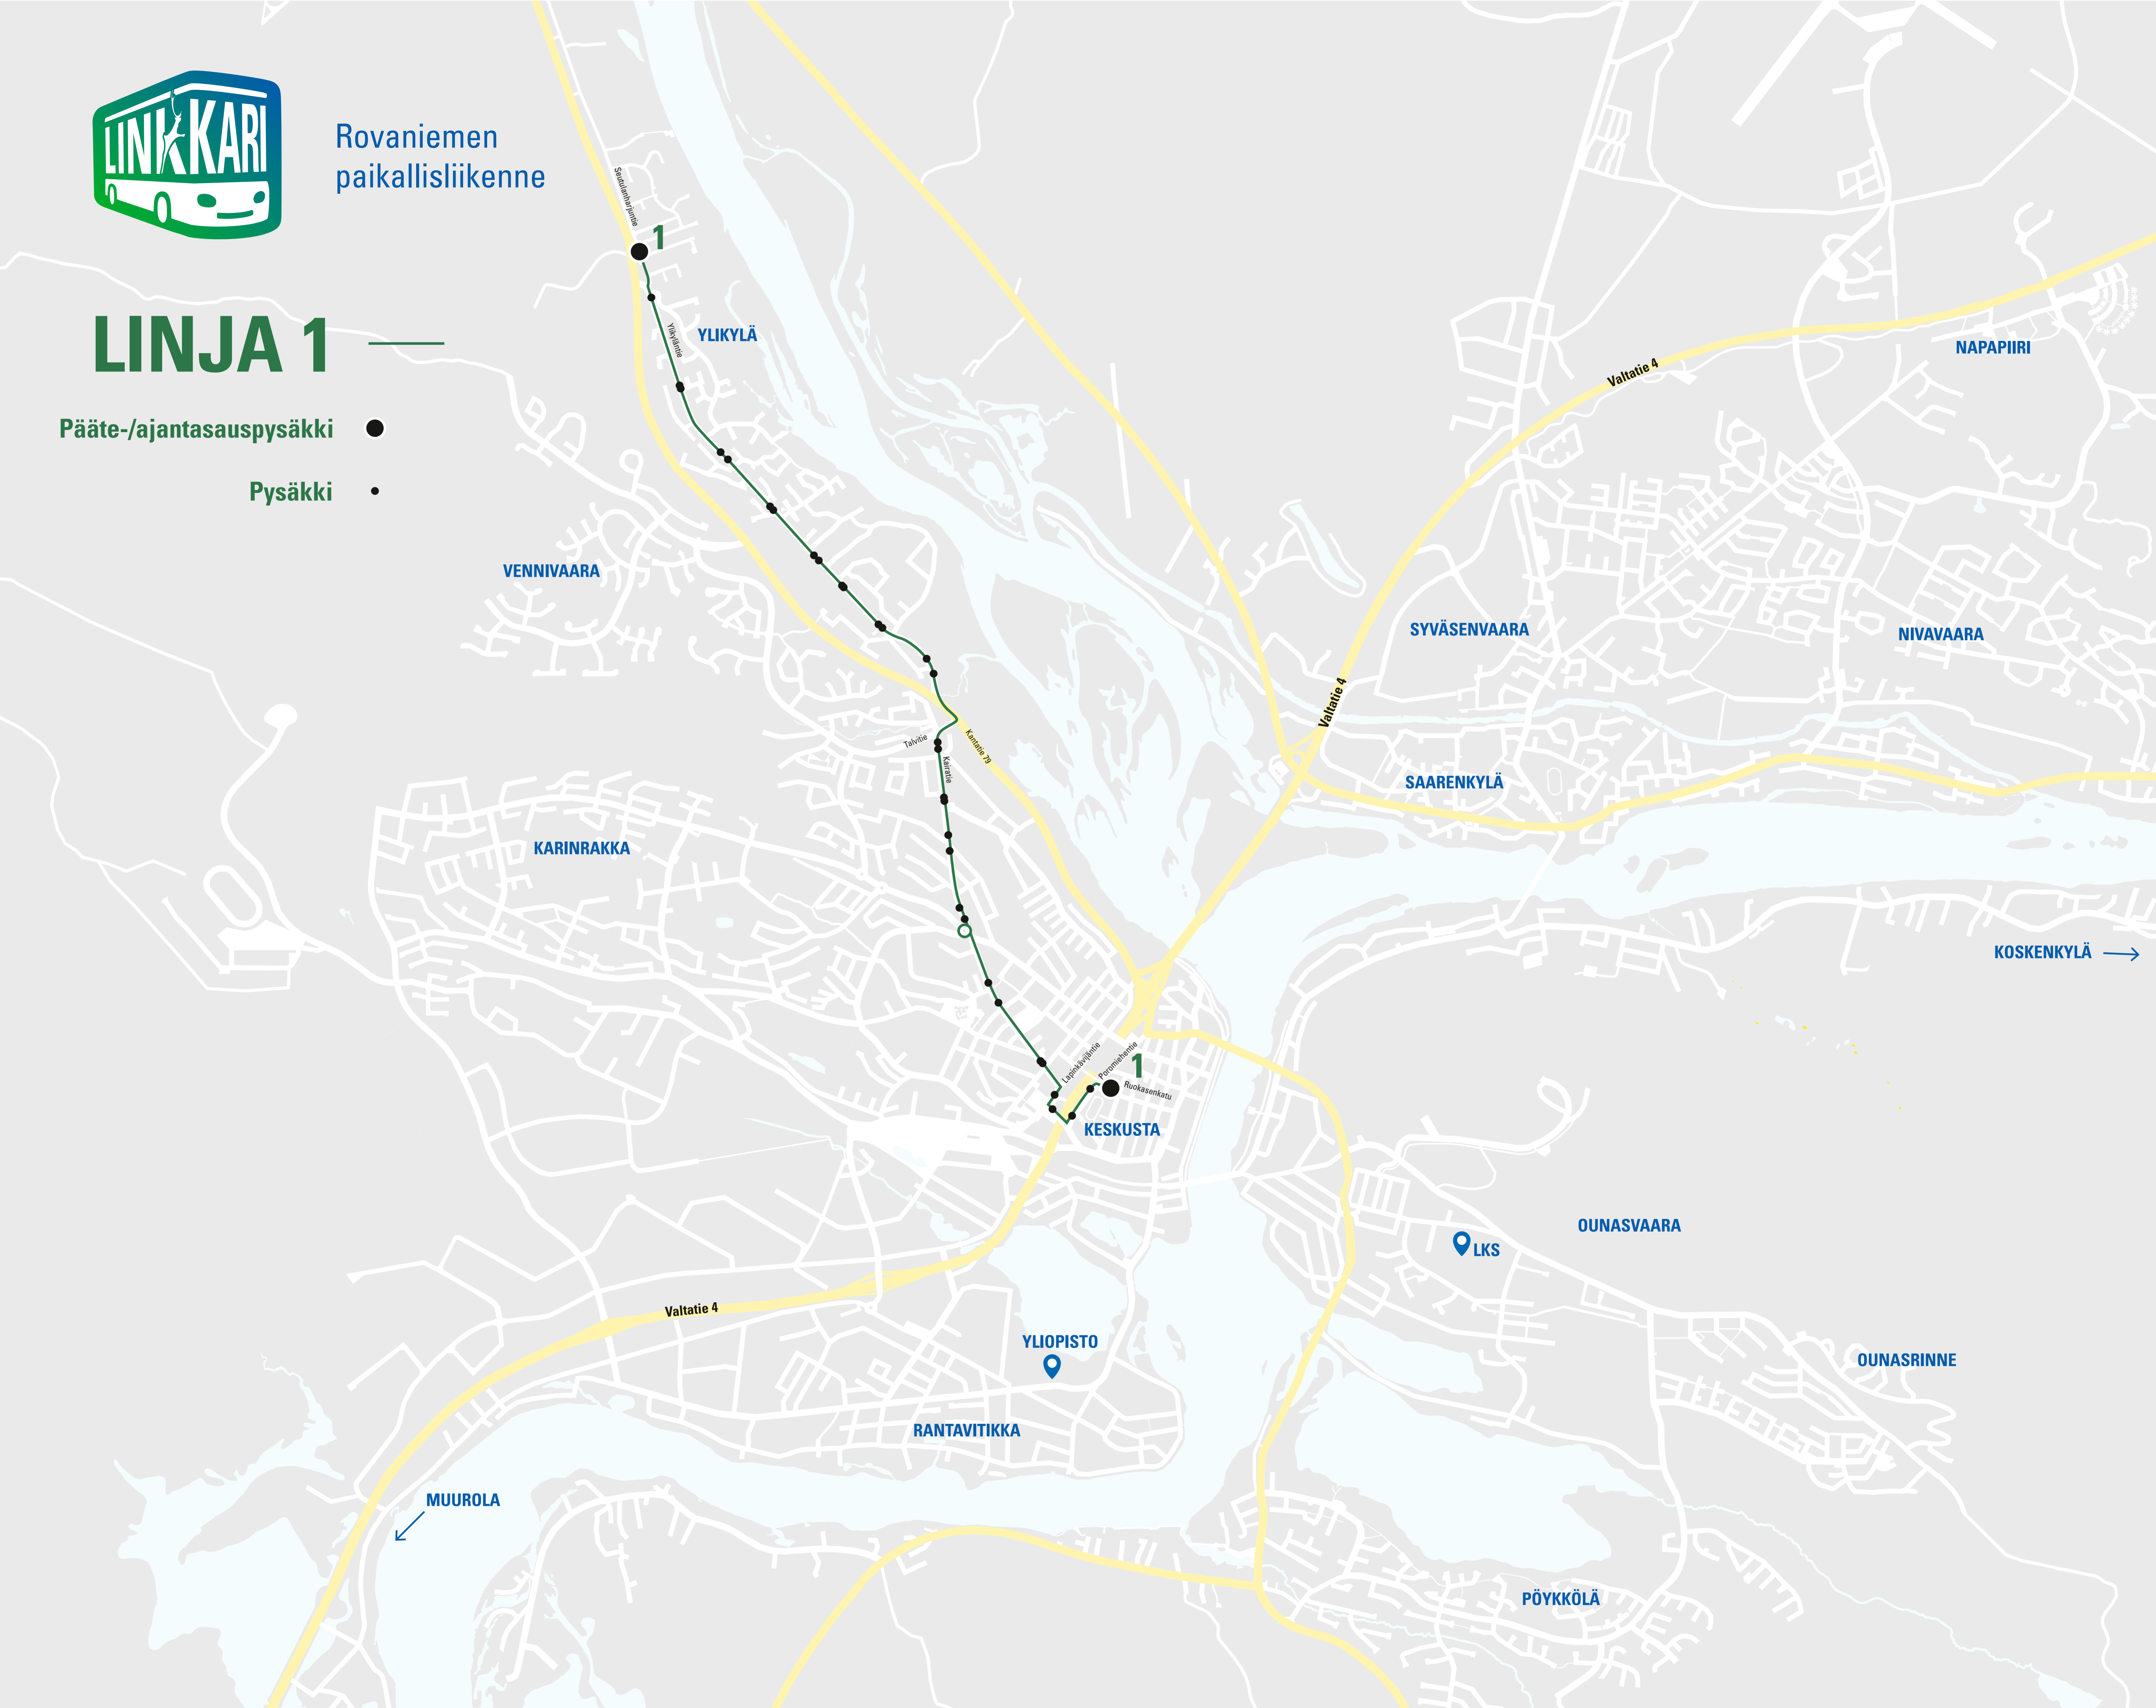 LINKKARI
Rovaniemen
paikallisliikenne
LINJA 1
Pääte-/ajantasauspysäkki
Pysäkki
Seutulanharjuntie
1
Ylikyläntie
YLIKYLÄ
NAPAPIIRI
Valtatie 4
VENNIVAARA
SYVÄSENVAARA
NIVAVAARA
Valtatie 4
Talvitie
Kantatie 79
Kairatie
SAARENKYLÄ
KARINRAKKA
KOSKENKYLÄ
Lapinkävijäntie
Poromiehentie
1
Ruokasenkatu
KESKUSTA
OUNASVAARA
LKS
Valtatie 4
YLIOPISTO
OUNASRINNE
RANTAVITIKKA
MUUROLA
PÖYKKÖLÄ